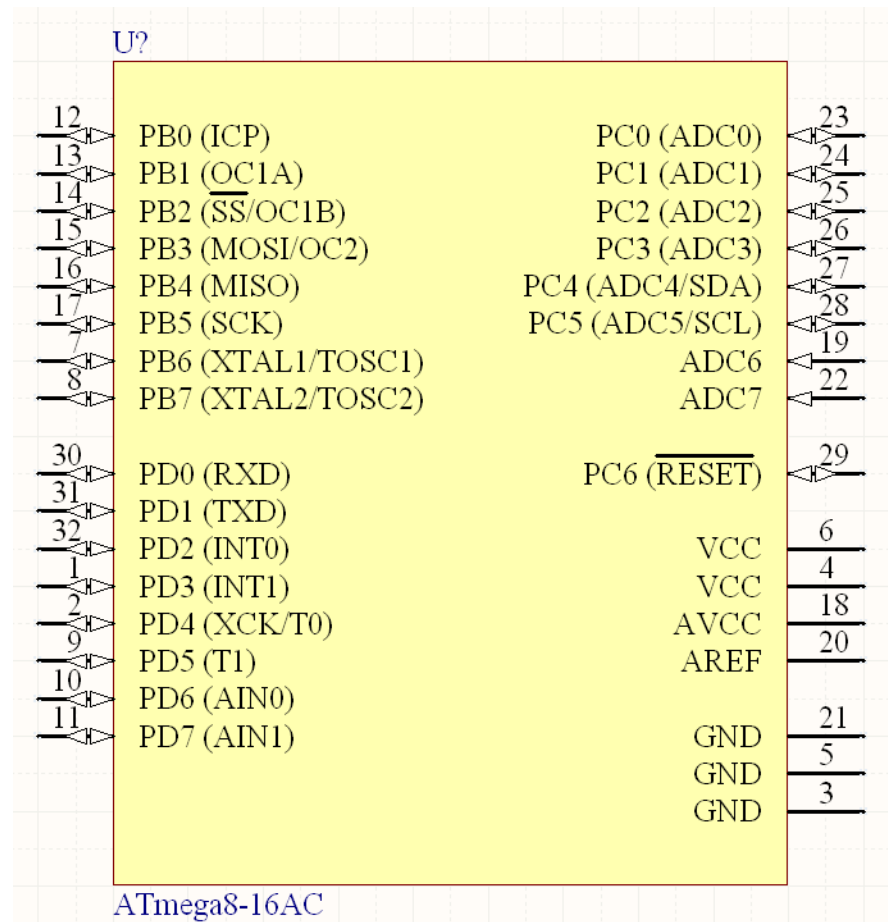 U?
12 PB0 (ICP) PC0 (ADC0) 23
13 PB1 (OC1A) PC1 (ADC1) 24
14 PB2 (S̅S̅/OC1B) PC2 (ADC2) 25
15 PB3 (MOSI/OC2) PC3 (ADC3) 26
16 PB4 (MISO) PC4 (ADC4/SDA) 27
17 PB5 (SCK) PC5 (ADC5/SCL) 28
7 PB6 (XTAL1/TOSC1) ADC6 19
8 PB7 (XTAL2/TOSC2) ADC7 22
30 PD0 (RXD) PC6 (R̅E̅S̅E̅T̅) 29
31 PD1 (TXD)
32 PD2 (INT0) VCC 6
1 PD3 (INT1) VCC 4
2 PD4 (XCK/T0) AVCC 18
9 PD5 (T1) AREF 20
10 PD6 (AIN0)
11 PD7 (AIN1) GND 21
GND 5
GND 3
ATmega8-16AC